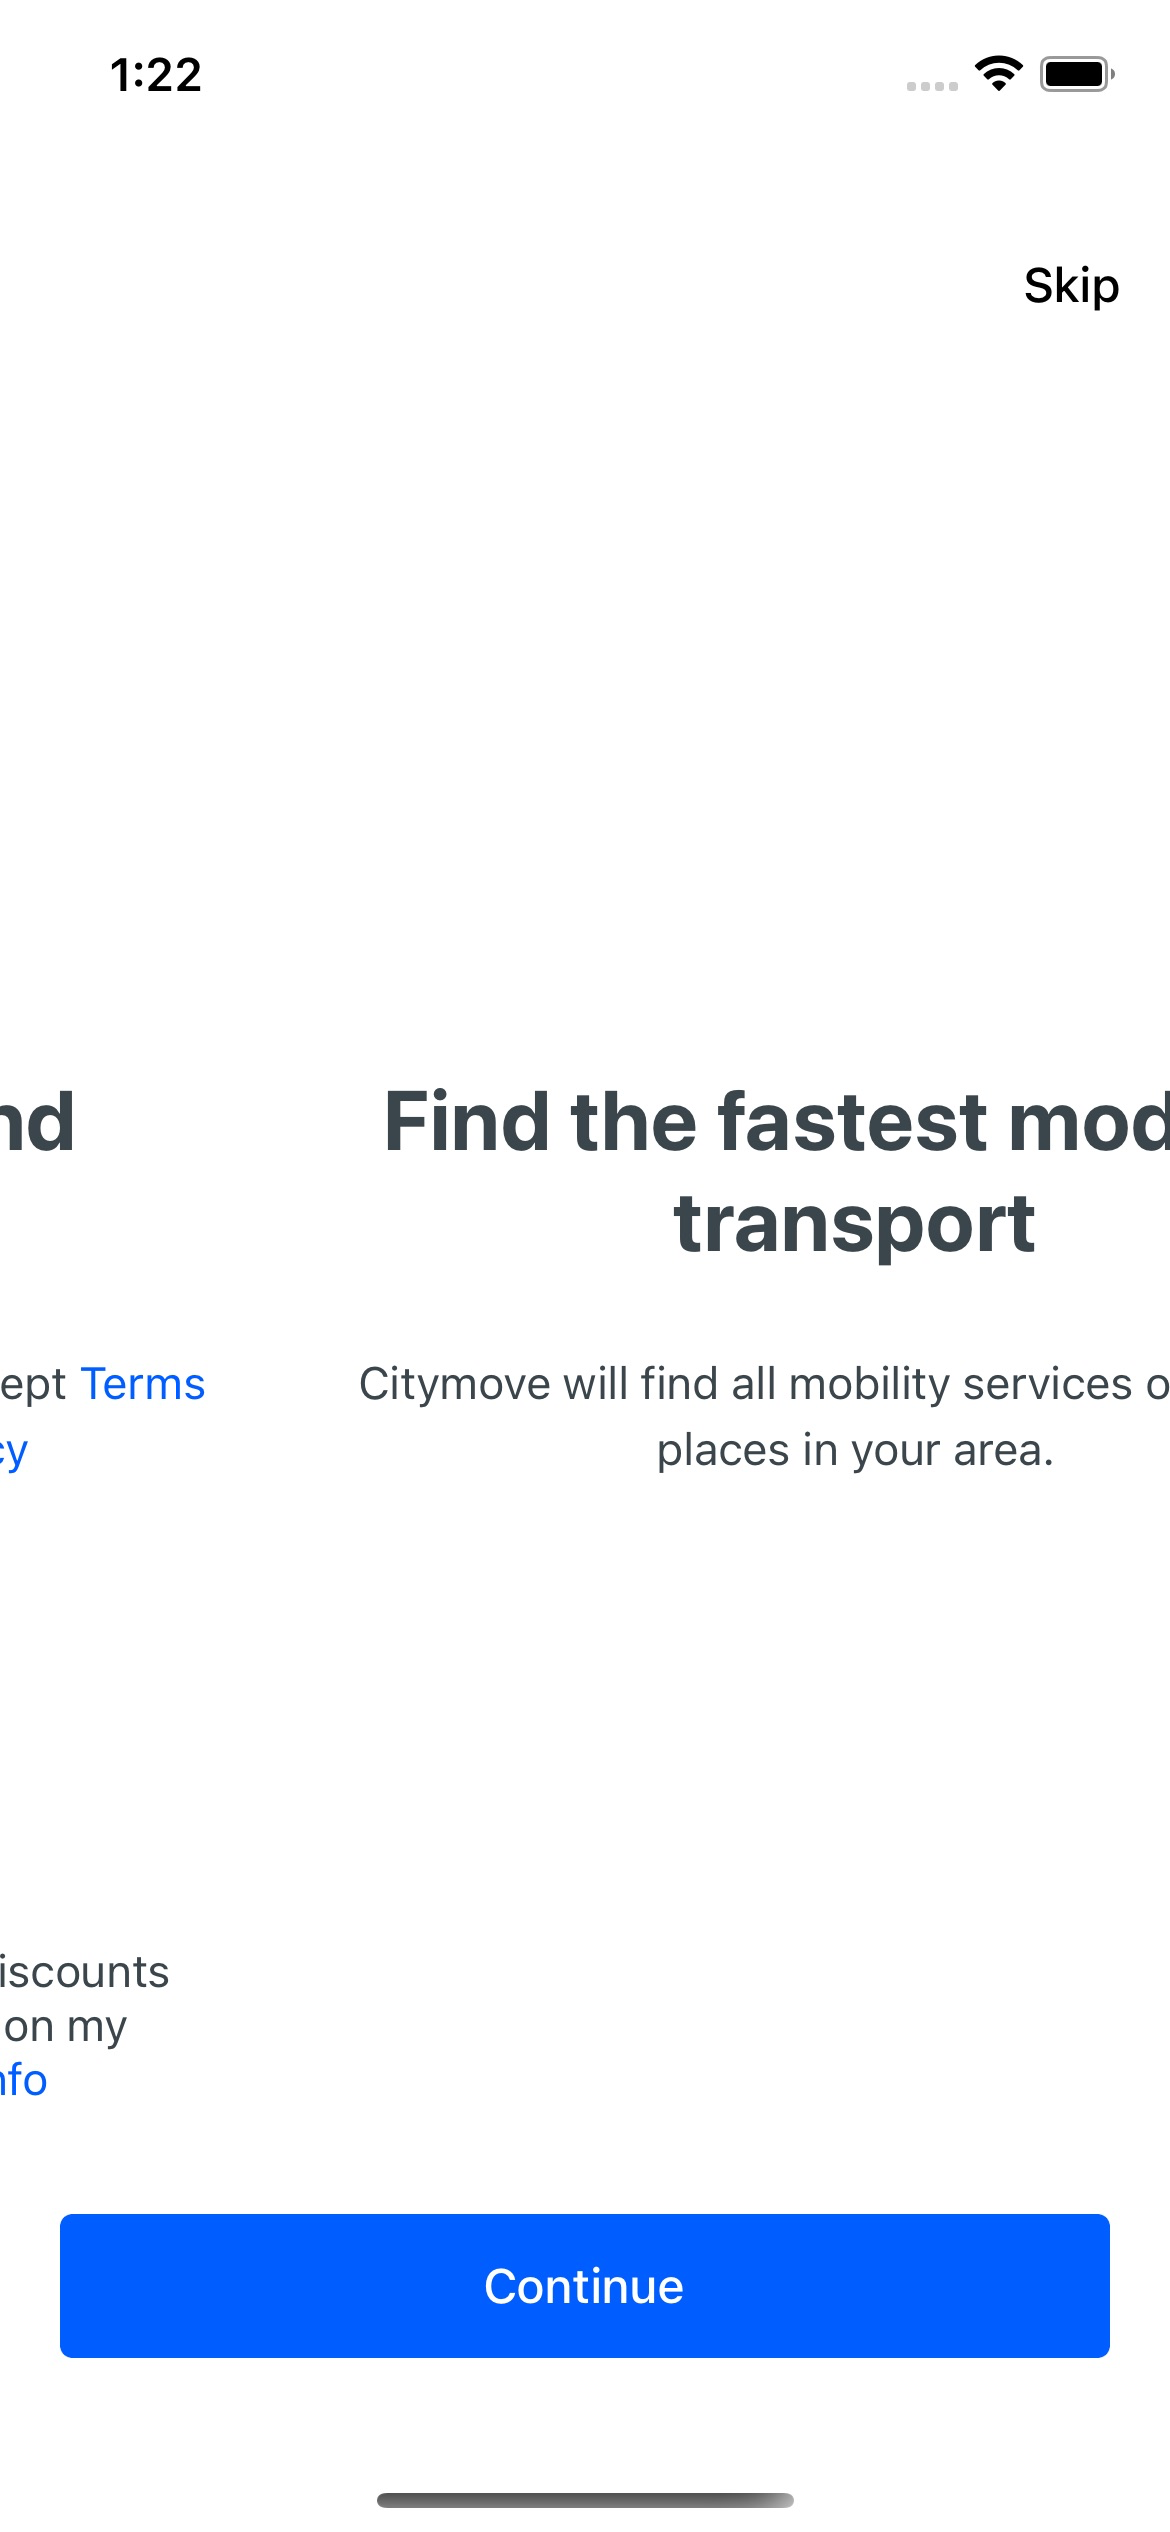 1:22
Skip
nd
Find the fastest mod
transport
ept Terms
cy
Citymove will find all mobility services o
places in your area.
iscounts
on my
nfo
Continue